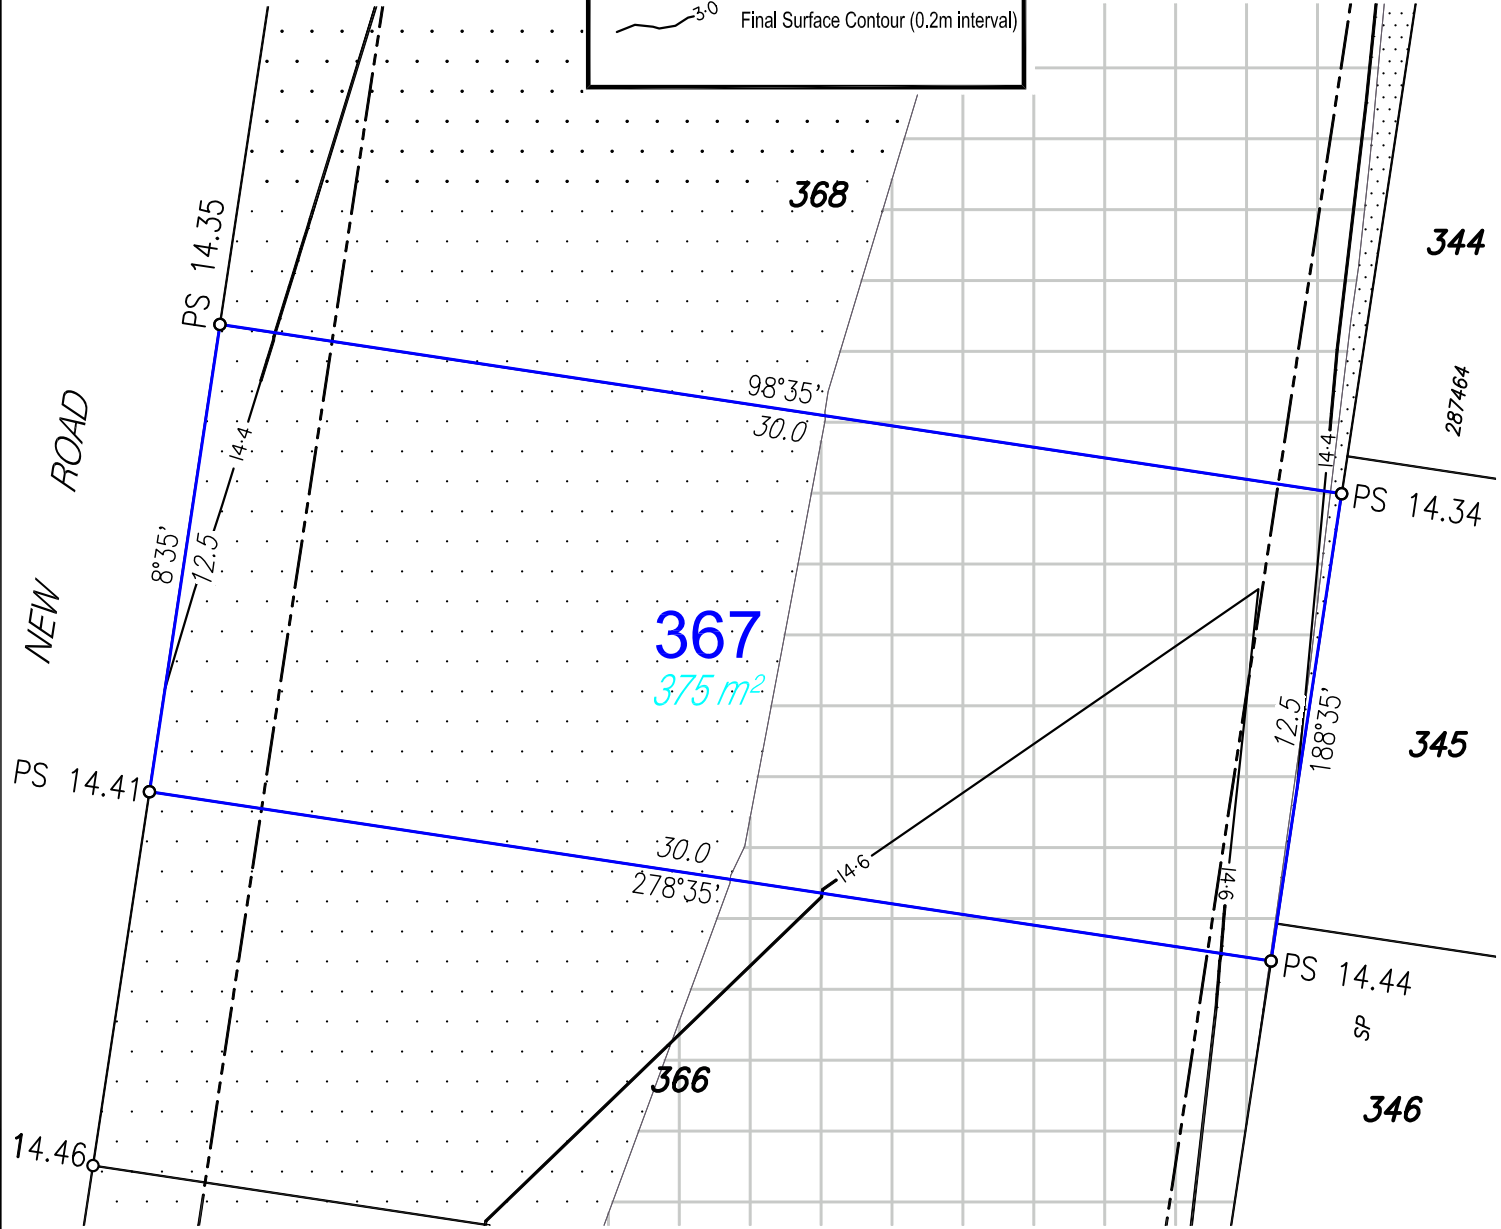 3·0
Final Surface Contour (0.2m interval)
368
344
PS 14.35
287464
98°35'
30.0
14·4
14·4
ROAD
PS 14.34
8°35'
12.5
NEW
367
375 m²
12.5
188°35'
345
PS 14.41
30.0
278°35'
14·6
14·6
PS 14.44
SP
366
346
14.46